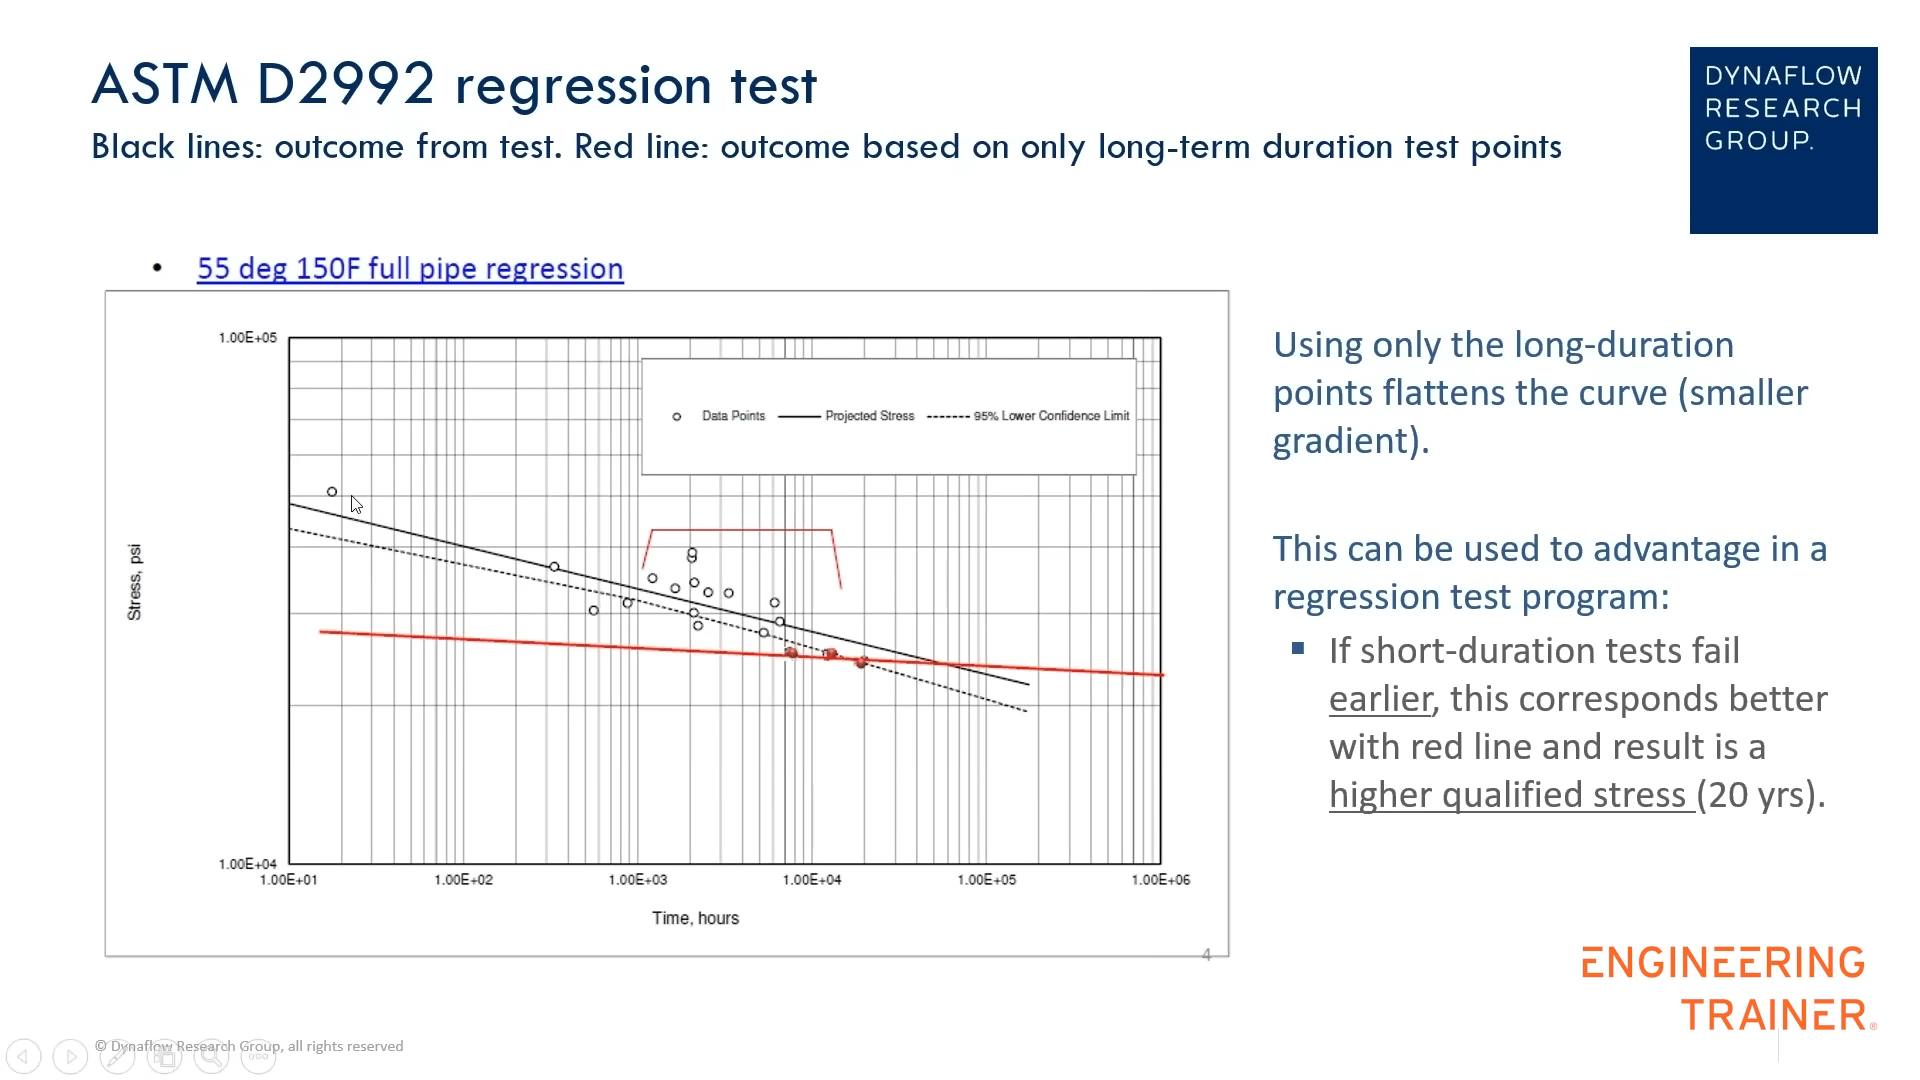 ASTM D2992 regression test
Black lines: outcome from test. Red line: outcome based on only long-term duration test points
DYNAFLOW
RESEARCH
GROUP.
• 55 deg 150F full pipe regression
1.00E+05
Data Points
Projected Stress
95% Lower Confidence Limit
Stress, psi
1.00E+04
1.00E+01 1.00E+02 1.00E+03 1.00E+04 1.00E+05 1.00E+06
Time, hours
4
Using only the long-duration
points flattens the curve (smaller
gradient).
This can be used to advantage in a
regression test program:
▪ If short-duration tests fail
earlier, this corresponds better
with red line and result is a
higher qualified stress (20 yrs).
ENGINEERING
TRAINER®
© Dynaflow Research Group, all rights reserved